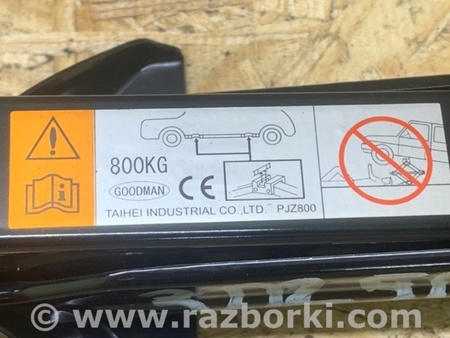 800KG
GOODMAN CE
TAIHEI INDUSTRIAL CO.,LTD. PJZ800
www.razborki.com